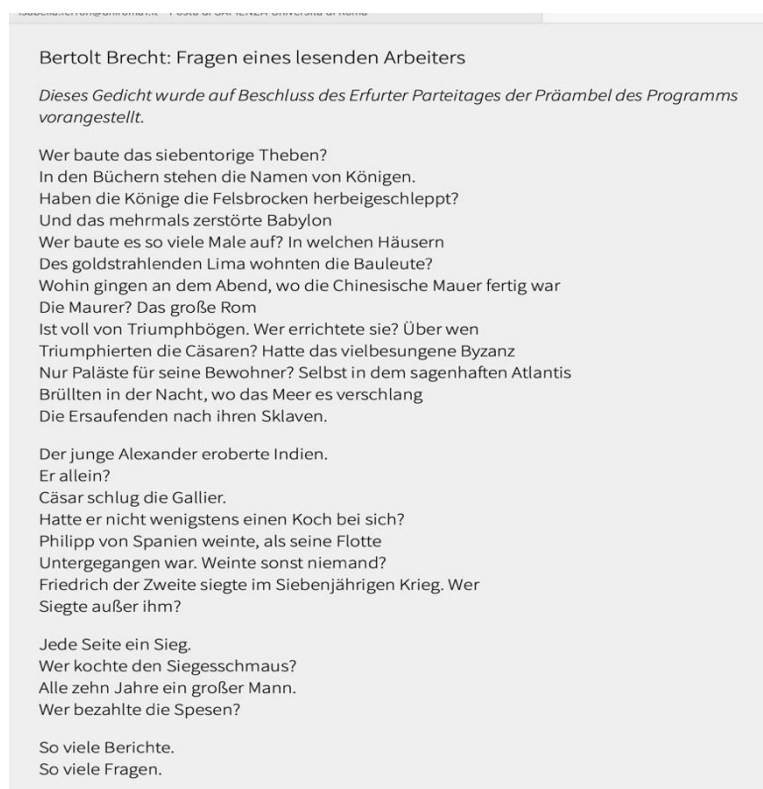 Bertolt Brecht: Fragen eines lesenden Arbeiters
Dieses Gedicht wurde auf Beschluss des Erfurter Parteitages der Präambel des Programms
vorangestellt.
Wer baute das siebentorige Theben?
In den Büchern stehen die Namen von Königen.
Haben die Könige die Felsbrocken herbeigeschleppt?
Und das mehrmals zerstörte Babylon
Wer baute es so viele Male auf? In welchen Häusern
Des goldstrahlenden Lima wohnten die Bauleute?
Wohin gingen an dem Abend, wo die Chinesische Mauer fertig war
Die Maurer? Das große Rom
Ist voll von Triumphbögen. Wer errichtete sie? Über wen
Triumphierten die Cäsaren? Hatte das vielbesungene Byzanz
Nur Paläste für seine Bewohner? Selbst in dem sagenhaften Atlantis
Brüllten in der Nacht, wo das Meer es verschlang
Die Ersaufenden nach ihren Sklaven.
Der junge Alexander eroberte Indien.
Er allein?
Cäsar schlug die Gallier.
Hatte er nicht wenigstens einen Koch bei sich?
Philipp von Spanien weinte, als seine Flotte
Untergegangen war. Weinte sonst niemand?
Friedrich der Zweite siegte im Siebenjährigen Krieg. Wer
Siegte außer ihm?
Jede Seite ein Sieg.
Wer kochte den Siegesschmaus?
Alle zehn Jahre ein großer Mann.
Wer bezahlte die Spesen?
So viele Berichte.
So viele Fragen.